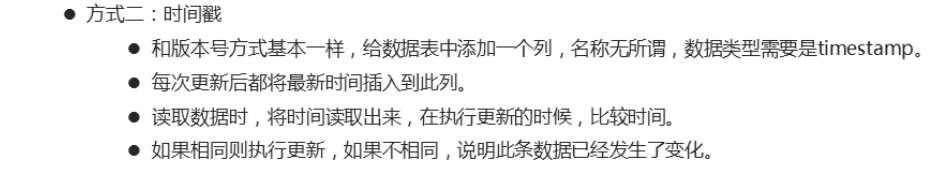 ● 方式二：时间戳
● 和版本号方式基本一样，给数据表中添加一个列，名称无所谓，数据类型需要是timestamp。
● 每次更新后都将最新时间插入到此列。
● 读取数据时，将时间读取出来，在执行更新的时候，比较时间。
● 如果相同则执行更新，如果不相同，说明此条数据已经发生了变化。